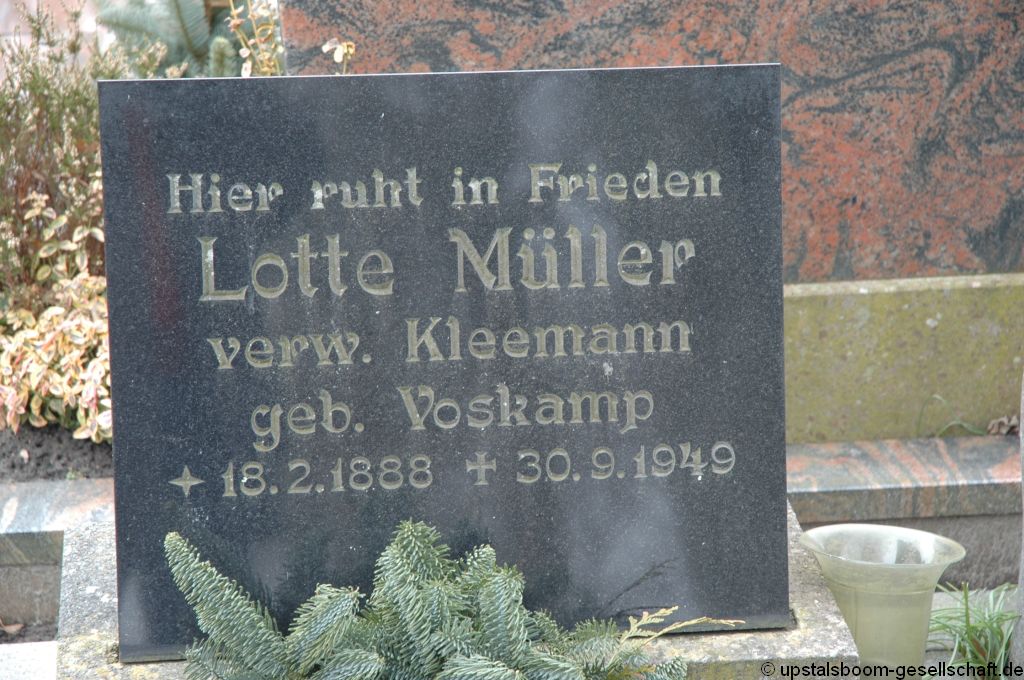 Hier ruht in Frieden
Lotte Müller
verw. Kleemann
geb. Voskamp
✦ 18.2.1888 ✝ 30.9.1949
© upstalsboom-gesellschaft.de